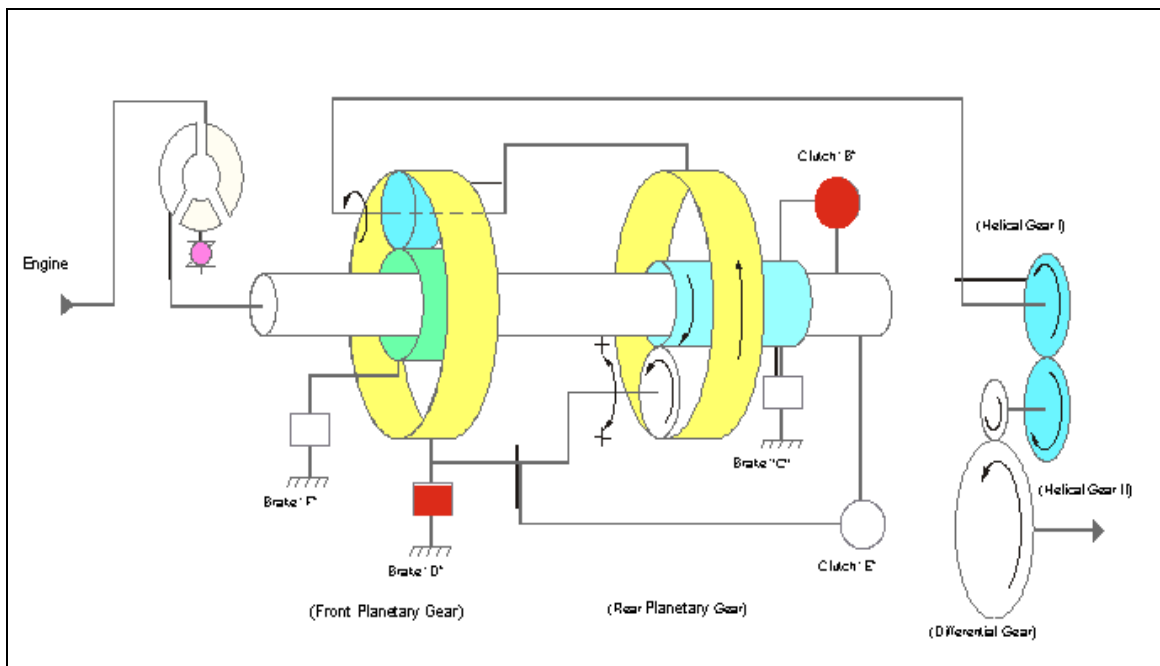 Clutch 'B"
(Helical Gear I)
Engine
Brake "C"
(Helical Gear II)
Brake 'F"
Brake 'D"
Clutch 'E"
(Front Planetary Gear)
(Rear Planetary Gear)
(Differential Gear)